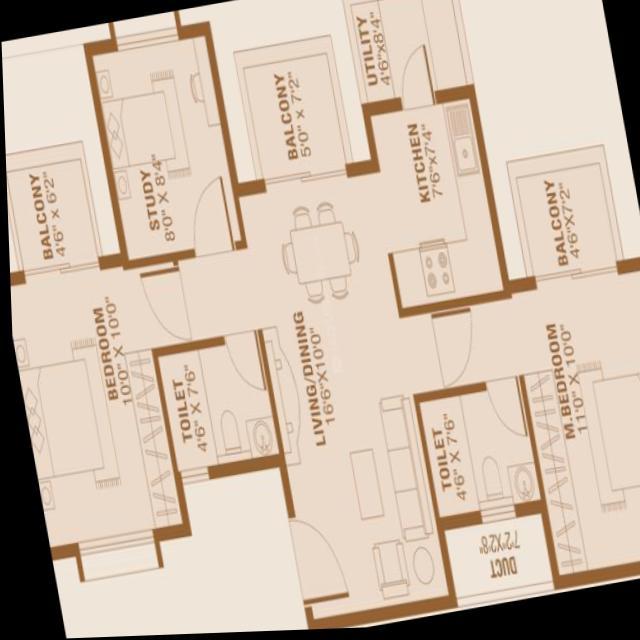 UTILITY
4'6"x8'4"
BALCONY
5'0" x 7'2"
KITCHEN
7'6"x7'4"
STUDY
8'0" X 8'4"
BALCONY
4'6" x 6'2"
BALCONY
4'6"x7'2"
BEDROOM
10'0" X 10'0"
LIVING/DINING
16'6"X10'0"
M.BEDROOM
11'0" X 10'0"
TOILET
4'6" X 7'6"
TOILET
4'6" X 7'6"
DUCT
7'2"X2'8"